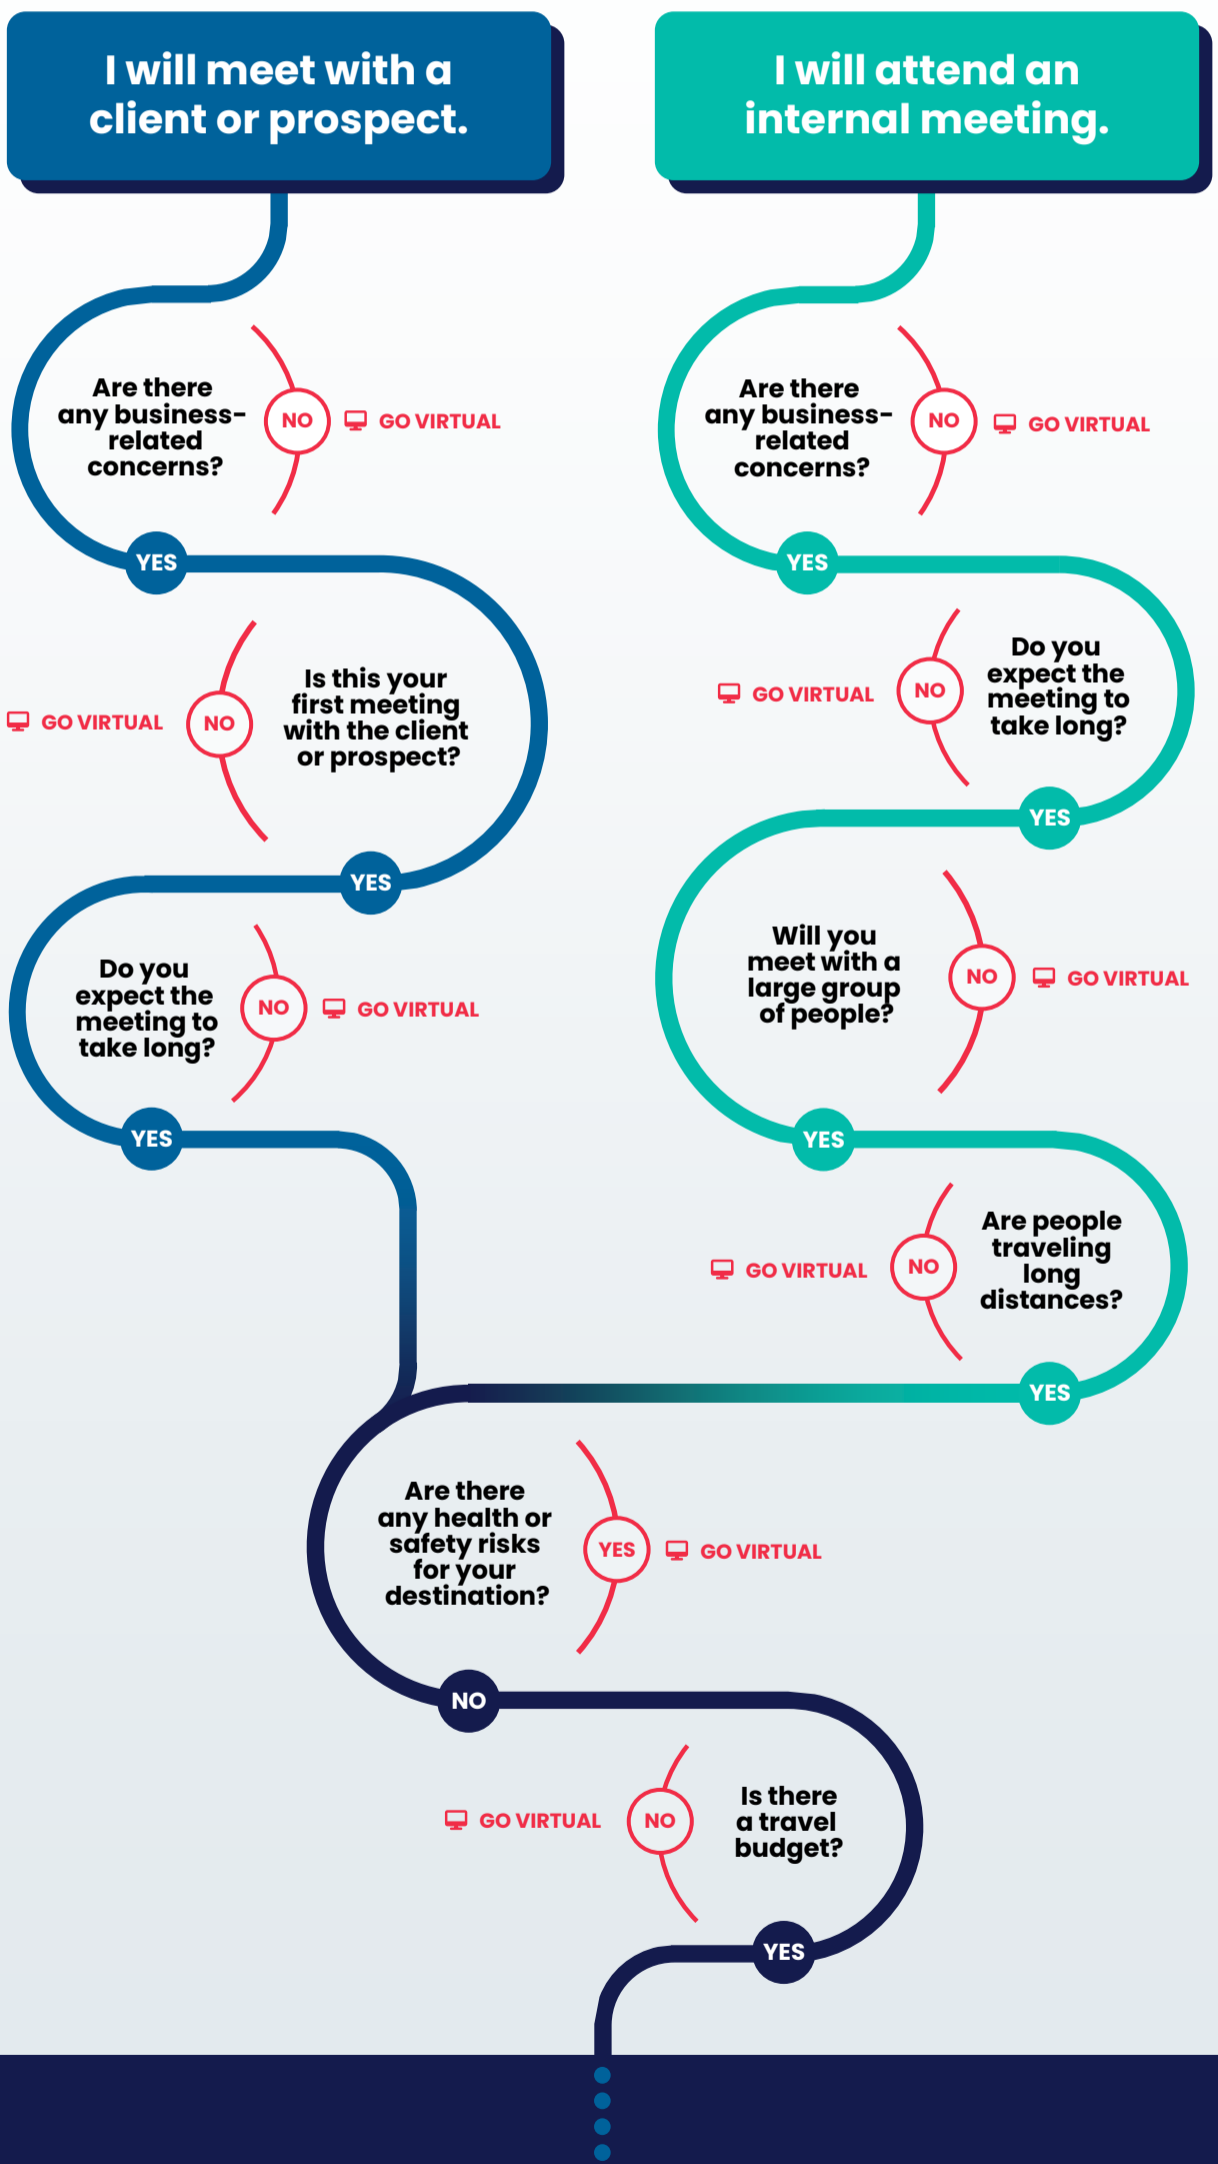 I will meet with a
client or prospect.
Are there
any business-
related
concerns?
NO
GO VIRTUAL
YES
Is this your
first meeting
with the client
or prospect?
NO
GO VIRTUAL
YES
Do you
expect the
meeting to
take long?
NO
GO VIRTUAL
YES
I will attend an
internal meeting.
Are there
any business-
related
concerns?
NO
GO VIRTUAL
YES
Do you
expect the
meeting to
take long?
NO
GO VIRTUAL
YES
Will you
meet with a
large group
of people?
NO
GO VIRTUAL
YES
Are people
traveling
long
distances?
NO
GO VIRTUAL
YES
Are there
any health or
safety risks
for your
destination?
YES
GO VIRTUAL
NO
Is there
a travel
budget?
NO
GO VIRTUAL
YES